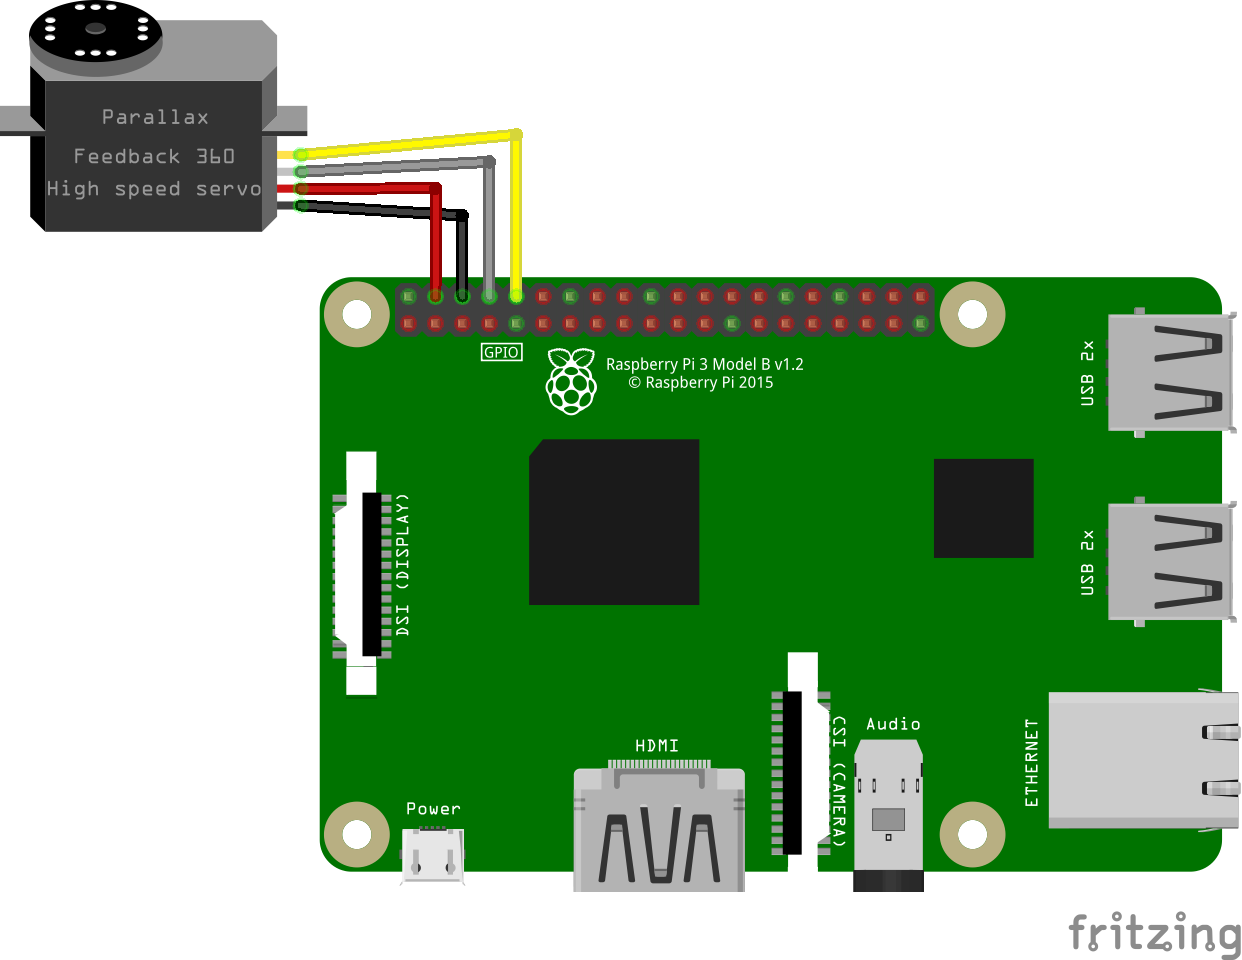 Parallax
Feedback 360
High speed servo
GPIO
Raspberry Pi 3 Model B v1.2
© Raspberry Pi 2015
USB 2x
DSI (DISPLAY)
USB 2x
HDMI
CSI (CAMERA)
Audio
ETHERNET
Power
fritzing